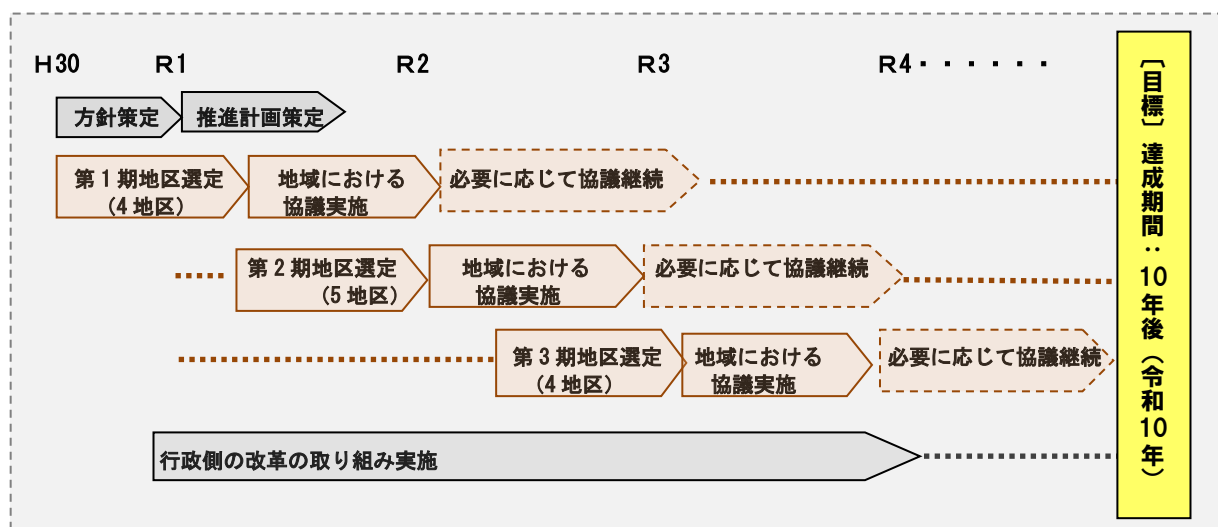 H30 R1 R2 R3 R4・・・・・・
方針策定
推進計画策定
第1期地区選定
(4地区)
地域における
協議実施
必要に応じて協議継続
第2期地区選定
(5地区)
地域における
協議実施
必要に応じて協議継続
第3期地区選定
(4地区)
地域における
協議実施
必要に応じて協議継続
行政側の改革の取り組み実施
[目標]達成期間：10年後(令和10年)